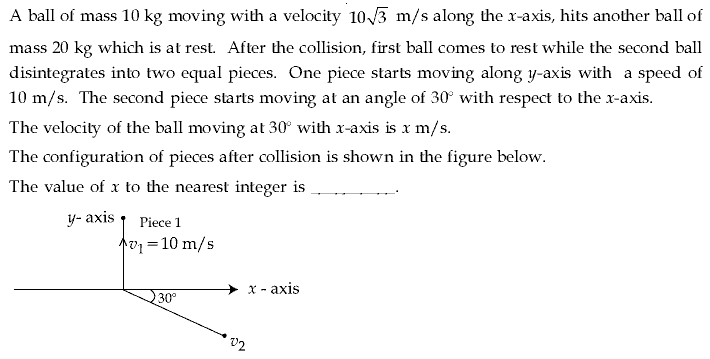 A ball of mass 10 kg moving with a velocity 10√3 m/s along the x-axis, hits another ball of
mass 20 kg which is at rest. After the collision, first ball comes to rest while the second ball
disintegrates into two equal pieces. One piece starts moving along y-axis with a speed of
10 m/s. The second piece starts moving at an angle of 30° with respect to the x-axis.
The velocity of the ball moving at 30° with x-axis is x m/s.
The configuration of pieces after collision is shown in the figure below.
The value of x to the nearest integer is __________.
y- axis Piece 1
v₁ = 10 m/s
x - axis
30°
v₂